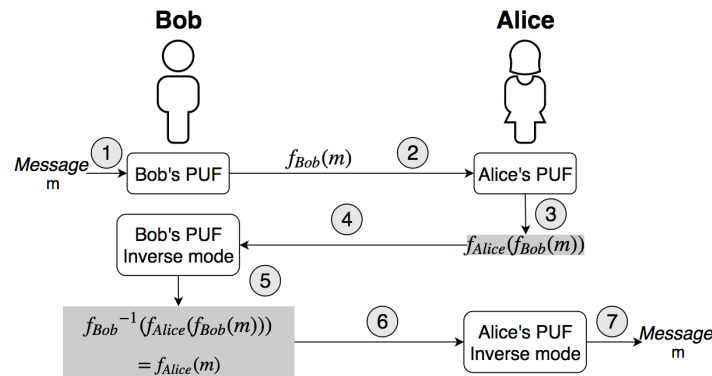 Bob
Alice
1
Message
m
Bob's PUF
f_Bob(m)
2
Alice's PUF
3
f_Alice(f_Bob(m))
4
Bob's PUF
Inverse mode
5
f_Bob⁻¹(f_Alice(f_Bob(m)))
= f_Alice(m)
6
Alice's PUF
Inverse mode
7
Message
m